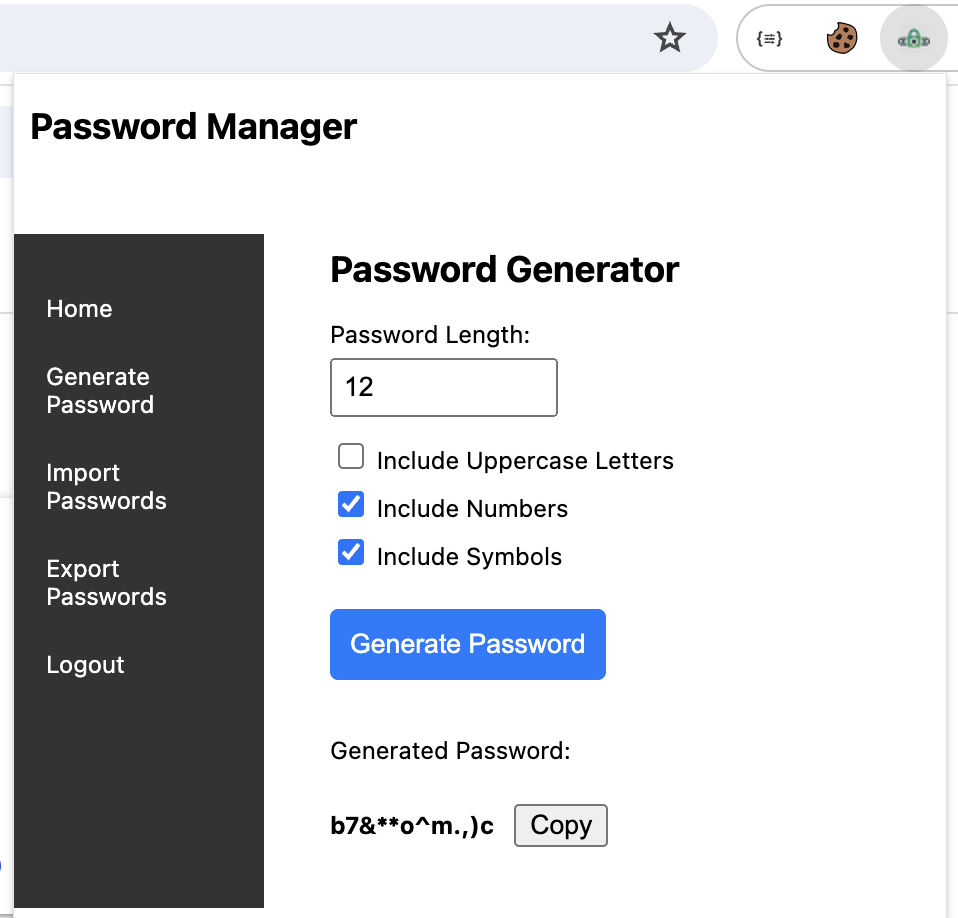 Password Manager
Home
Generate
Password
Import
Passwords
Export
Passwords
Logout
Password Generator
Password Length:
12
Include Uppercase Letters
Include Numbers
Include Symbols
Generate Password
Generated Password:
b7&**o^m.,)c
Copy